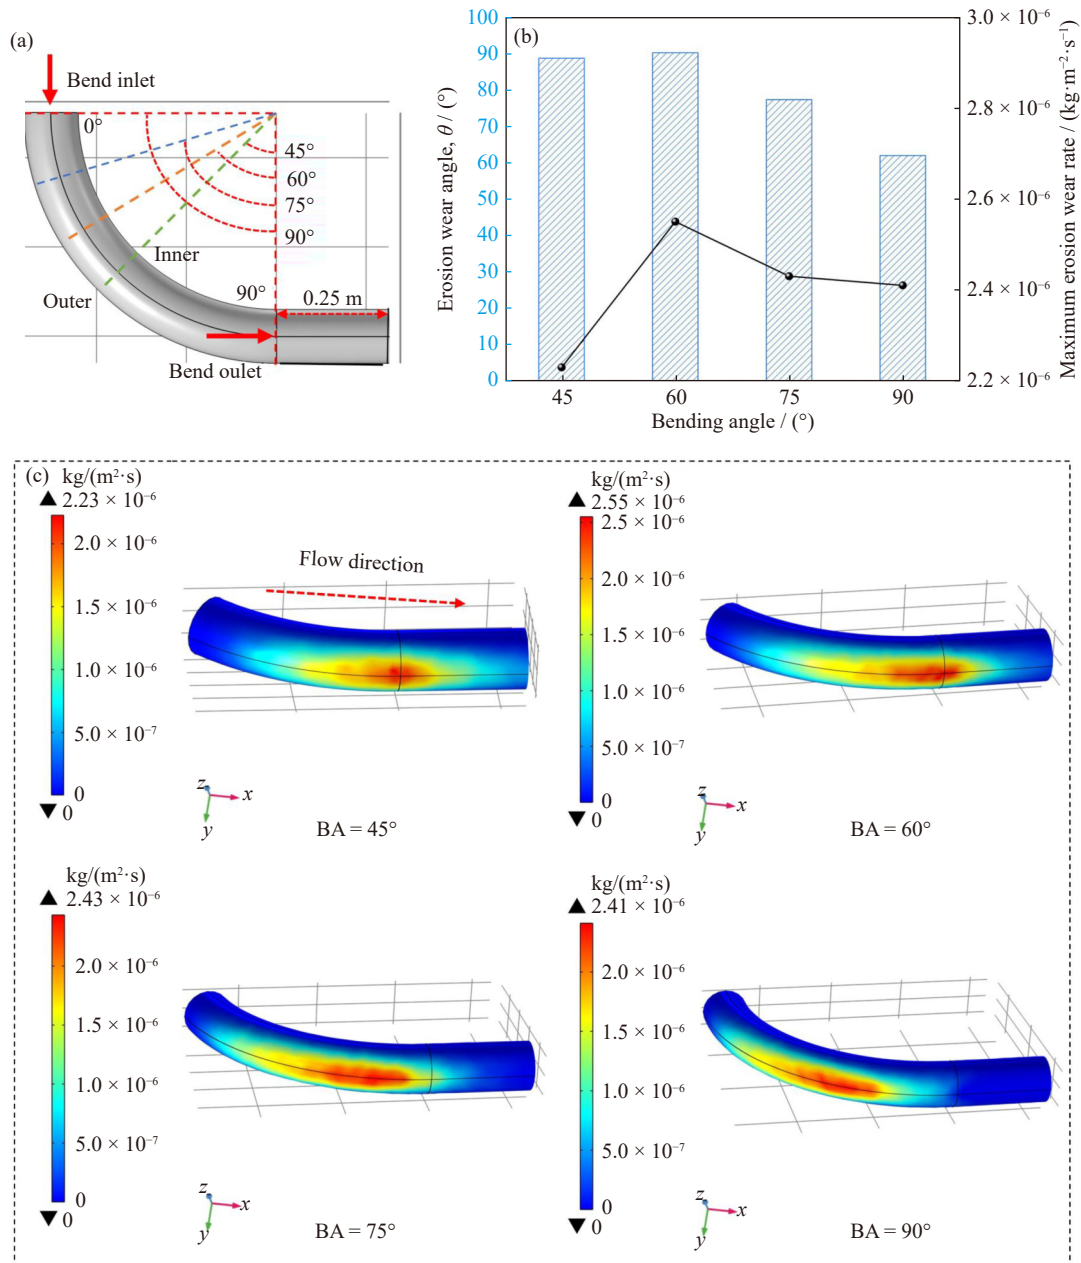 (a)
Bend inlet
0°
45°
60°
75°
90°
Inner
Outer
90°
0.25 m
Bend oulet
(b)
Erosion wear angle, θ / (°)
100
90
80
70
60
50
40
30
20
10
0
45
60
75
90
Bending angle / (°)
3.0 × 10⁻⁶
2.8 × 10⁻⁶
2.6 × 10⁻⁶
2.4 × 10⁻⁶
2.2 × 10⁻⁶
Maximum erosion wear rate / (kg·m⁻²·s⁻¹)
(c)
kg/(m²·s)
2.23 × 10⁻⁶
2.0 × 10⁻⁶
1.5 × 10⁻⁶
1.0 × 10⁻⁶
5.0 × 10⁻⁷
0
0
Flow direction
z
x
y
BA = 45°
kg/(m²·s)
2.55 × 10⁻⁶
2.5 × 10⁻⁶
2.0 × 10⁻⁶
1.5 × 10⁻⁶
1.0 × 10⁻⁶
5.0 × 10⁻⁷
0
0
z
x
y
BA = 60°
kg/(m²·s)
2.43 × 10⁻⁶
2.0 × 10⁻⁶
1.5 × 10⁻⁶
1.0 × 10⁻⁶
5.0 × 10⁻⁷
0
0
z
x
y
BA = 75°
kg/(m²·s)
2.41 × 10⁻⁶
2.0 × 10⁻⁶
1.5 × 10⁻⁶
1.0 × 10⁻⁶
5.0 × 10⁻⁷
0
0
z
x
y
BA = 90°